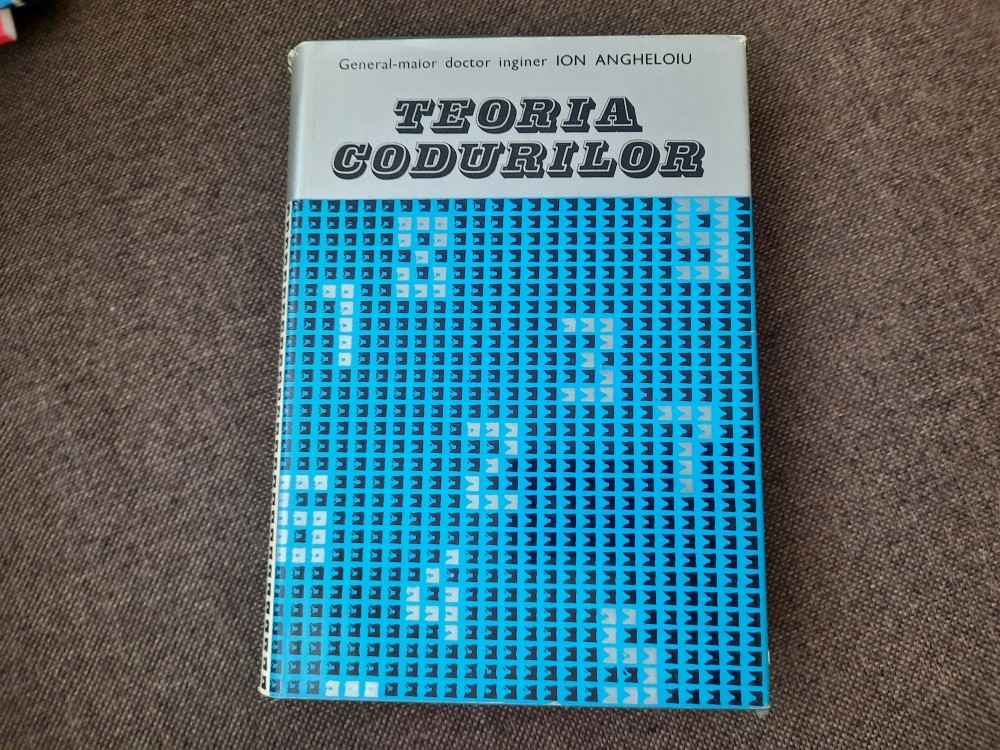 General-maior doctor inginer ION ANGHELOIU
TEORIA
CODURILOR